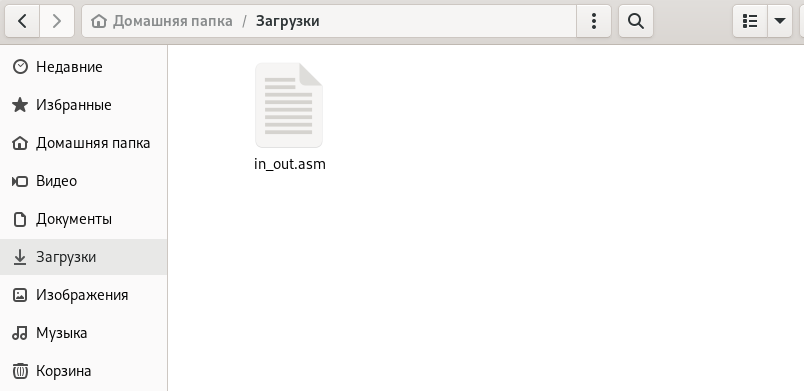 Домашняя папка / Загрузки
Недавние
Избранные
Домашняя папка
Видео
Документы
Загрузки
Изображения
Музыка
Корзина
in_out.asm